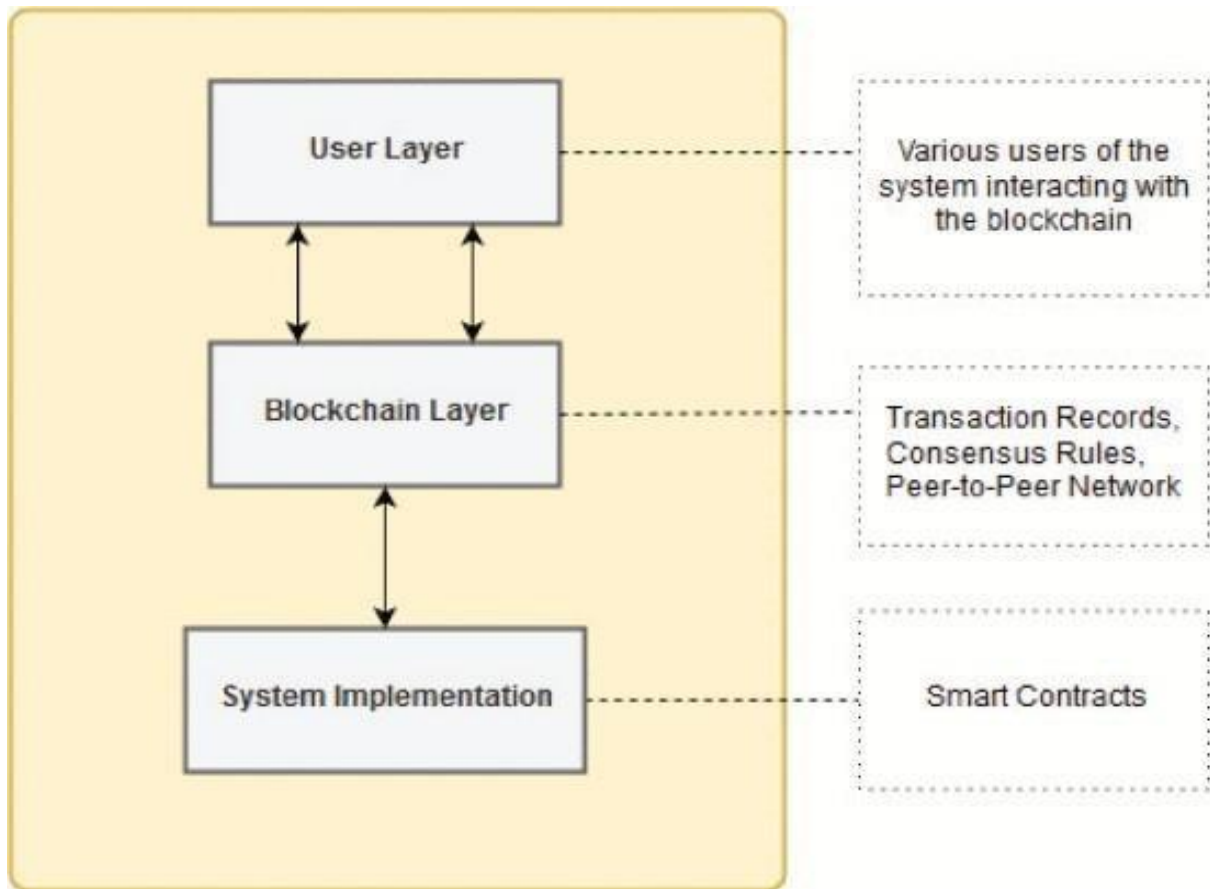 User Layer
Various users of the
system interacting with
the blockchain
Blockchain Layer
Transaction Records,
Consensus Rules,
Peer-to-Peer Network
System Implementation
Smart Contracts